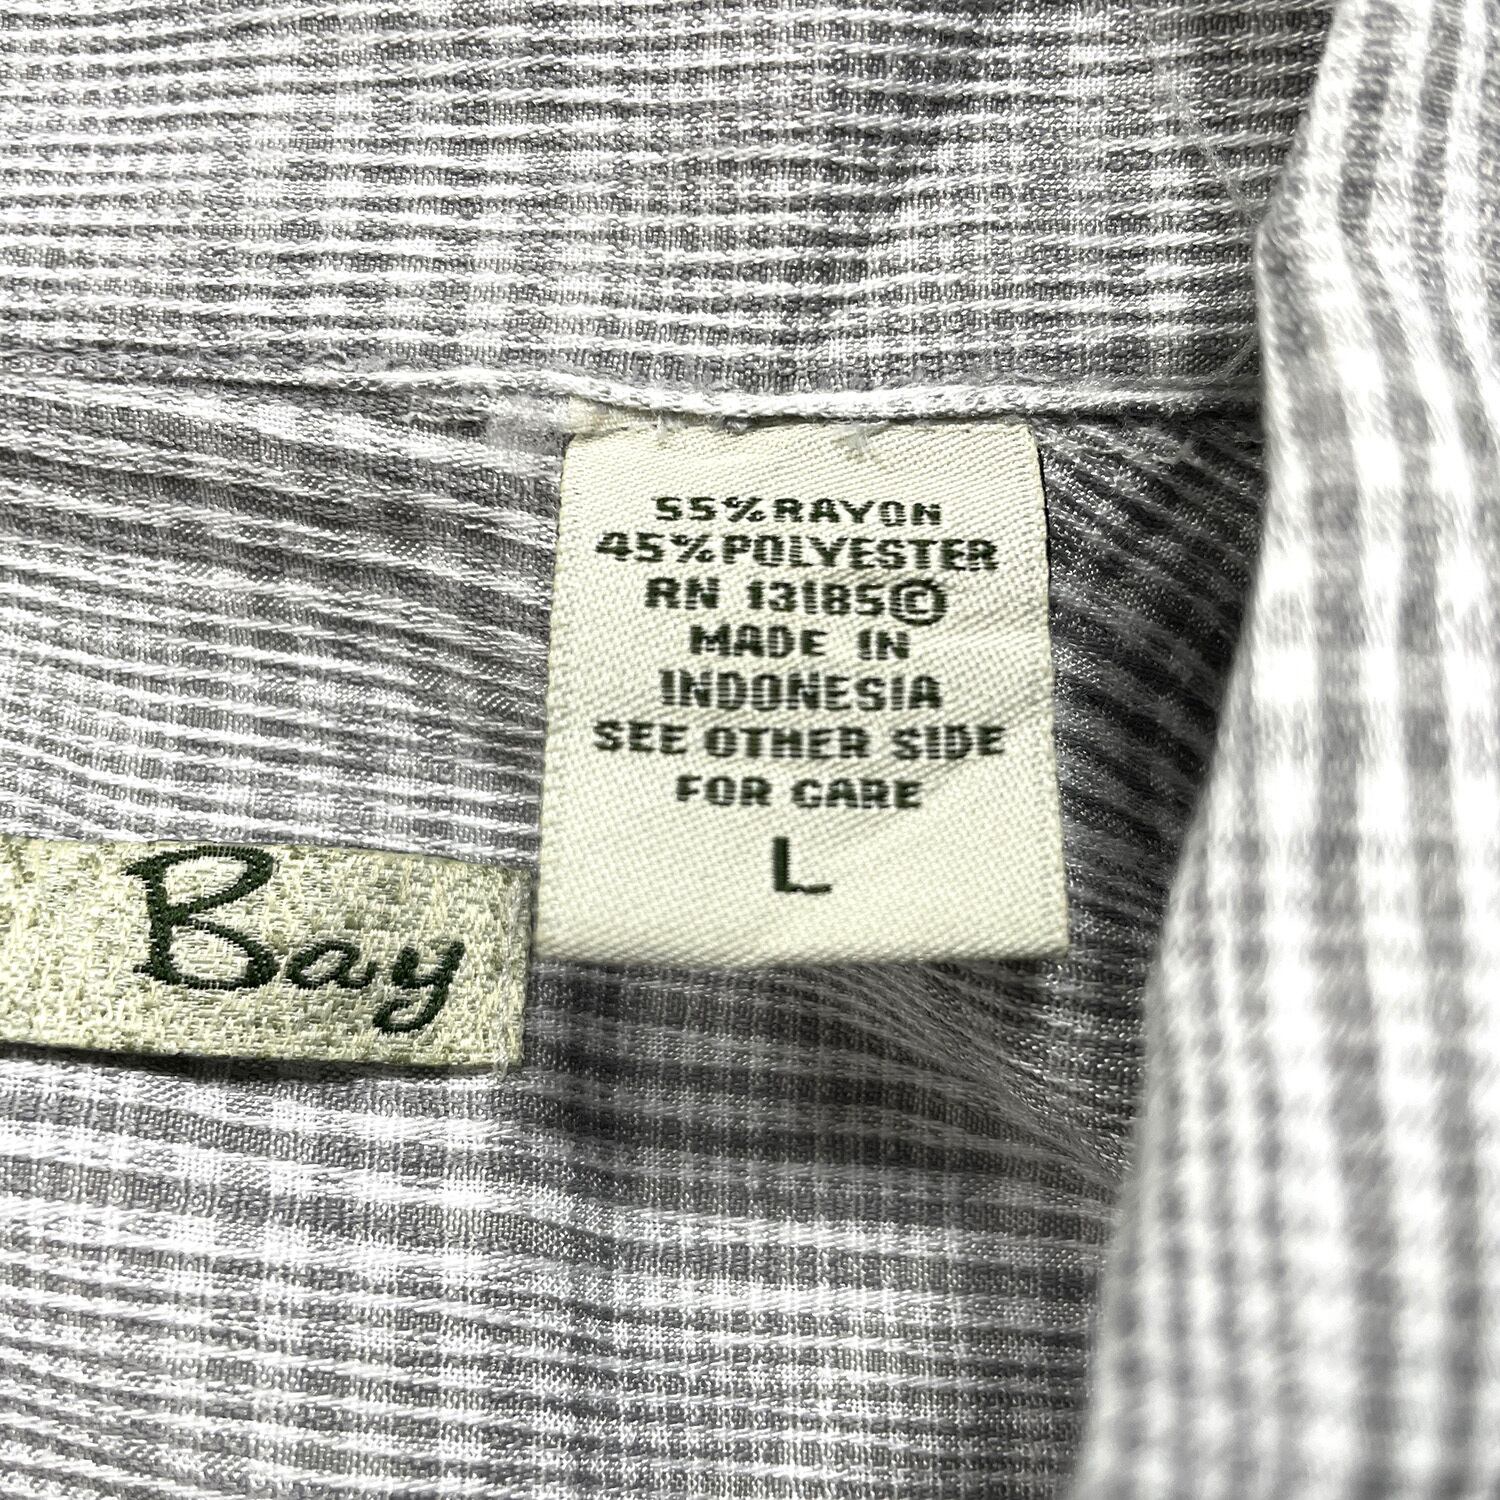 55% RAYON
45% POLYESTER
RN 13185©
MADE IN
INDONESIA
SEE OTHER SIDE
FOR CARE
L
Bay